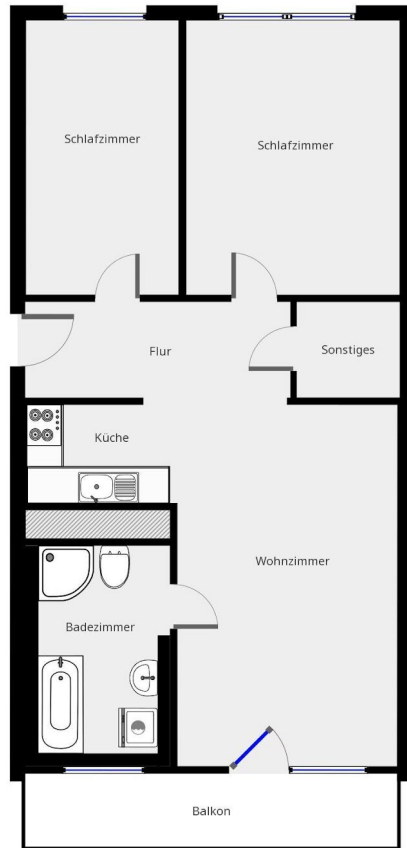 Schlafzimmer
Schlafzimmer
Flur
Sonstiges
Küche
Wohnzimmer
Badezimmer
Balkon